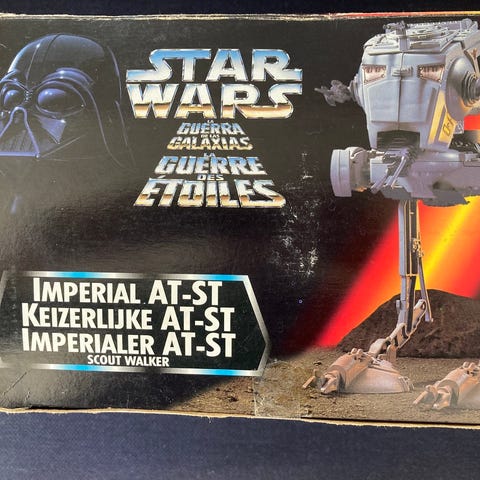 STAR
WARS
LA
GUERRA
DE LAS
GALAXIAS
LA
GUERRE
DES
ÉTOILES
IMPERIAL AT-ST
KEIZERLIJKE AT-ST
IMPERIALER AT-ST
SCOUT WALKER